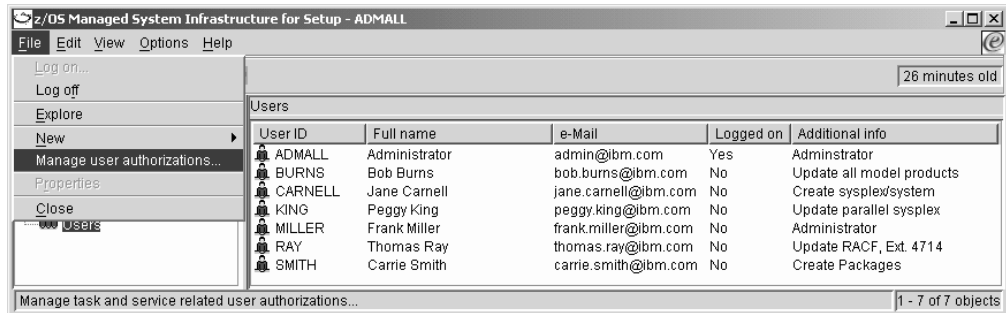 z/OS Managed System Infrastructure for Setup - ADMALL
File Edit View Options Help
Log on...
Log off
Explore
New
Manage user authorizations...
Properties
Close
Users
26 minutes old
Users
User ID Full name e-Mail Logged on Additional info
ADMALL Administrator admin@ibm.com Yes Adminstrator
BURNS Bob Burns bob.burns@ibm.com No Update all model products
CARNELL Jane Carnell jane.carnell@ibm.com No Create sysplex/system
KING Peggy King peggy.king@ibm.com No Update parallel sysplex
MILLER Frank Miller frank.miller@ibm.com No Administrator
RAY Thomas Ray thomas.ray@ibm.com No Update RACF, Ext. 4714
SMITH Carrie Smith carrie.smith@ibm.com No Create Packages
Manage task and service related user authorizations... 1 - 7 of 7 objects